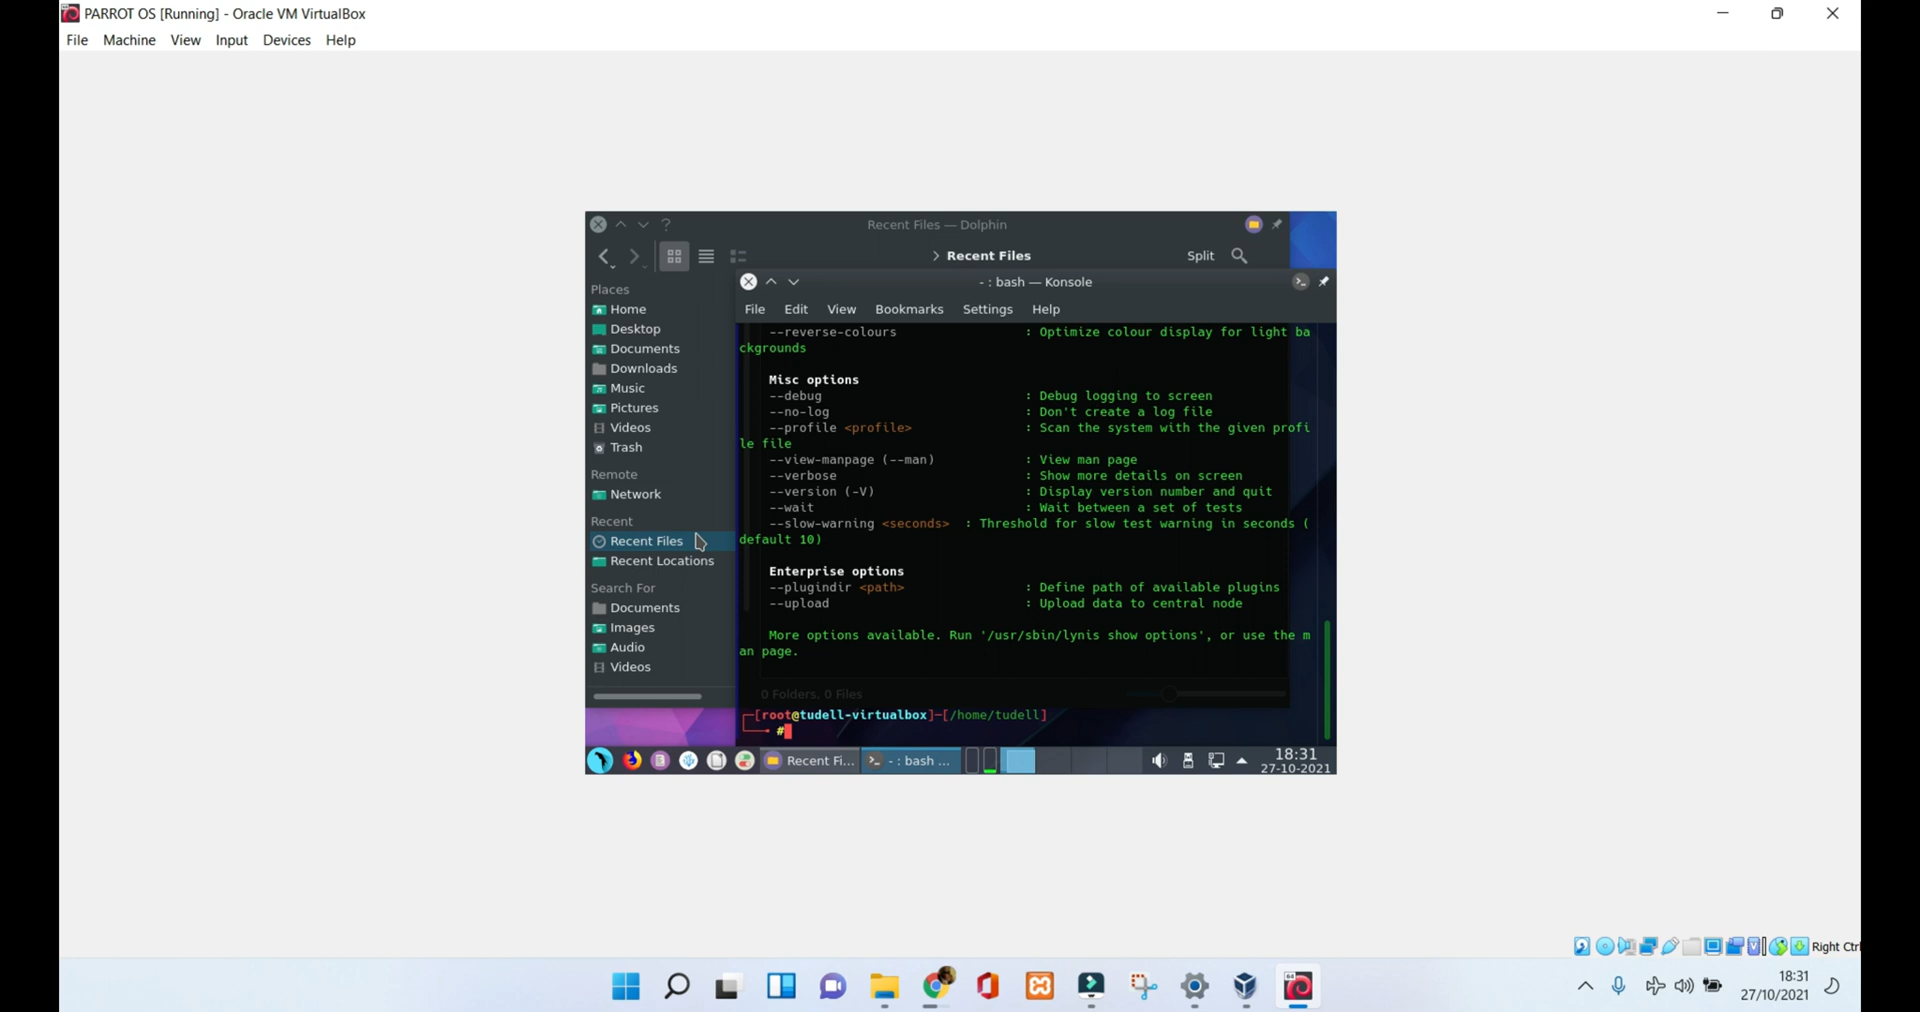 PARROT OS [Running] - Oracle VM VirtualBox
File Machine View Input Devices Help
Recent Files — Dolphin
Recent Files Split
Places
Home
Desktop
Documents
Downloads
Music
Pictures
Videos
Trash
Remote
Network
Recent
Recent Files
Recent Locations
Search For
Documents
Images
Audio
Videos
- : bash — Konsole
File Edit View Bookmarks Settings Help
--reverse-colours : Optimize colour display for light ba
ckgrounds
Misc options
--debug : Debug logging to screen
--no-log : Don't create a log file
--profile <profile> : Scan the system with the given profi
le file
--view-manpage (--man) : View man page
--verbose : Show more details on screen
--version (-V) : Display version number and quit
--wait : Wait between a set of tests
--slow-warning <seconds> : Threshold for slow test warning in seconds (
default 10)
Enterprise options
--plugindir <path> : Define path of available plugins
--upload : Upload data to central node
More options available. Run '/usr/sbin/lynis show options', or use the m
an page.
0 Folders, 0 Files
[root@tudell-virtualbox]-[/home/tudell]
#
Recent Fi... - : bash ... 18:31
27-10-2021
Right Ctrl
18:31
27/10/2021